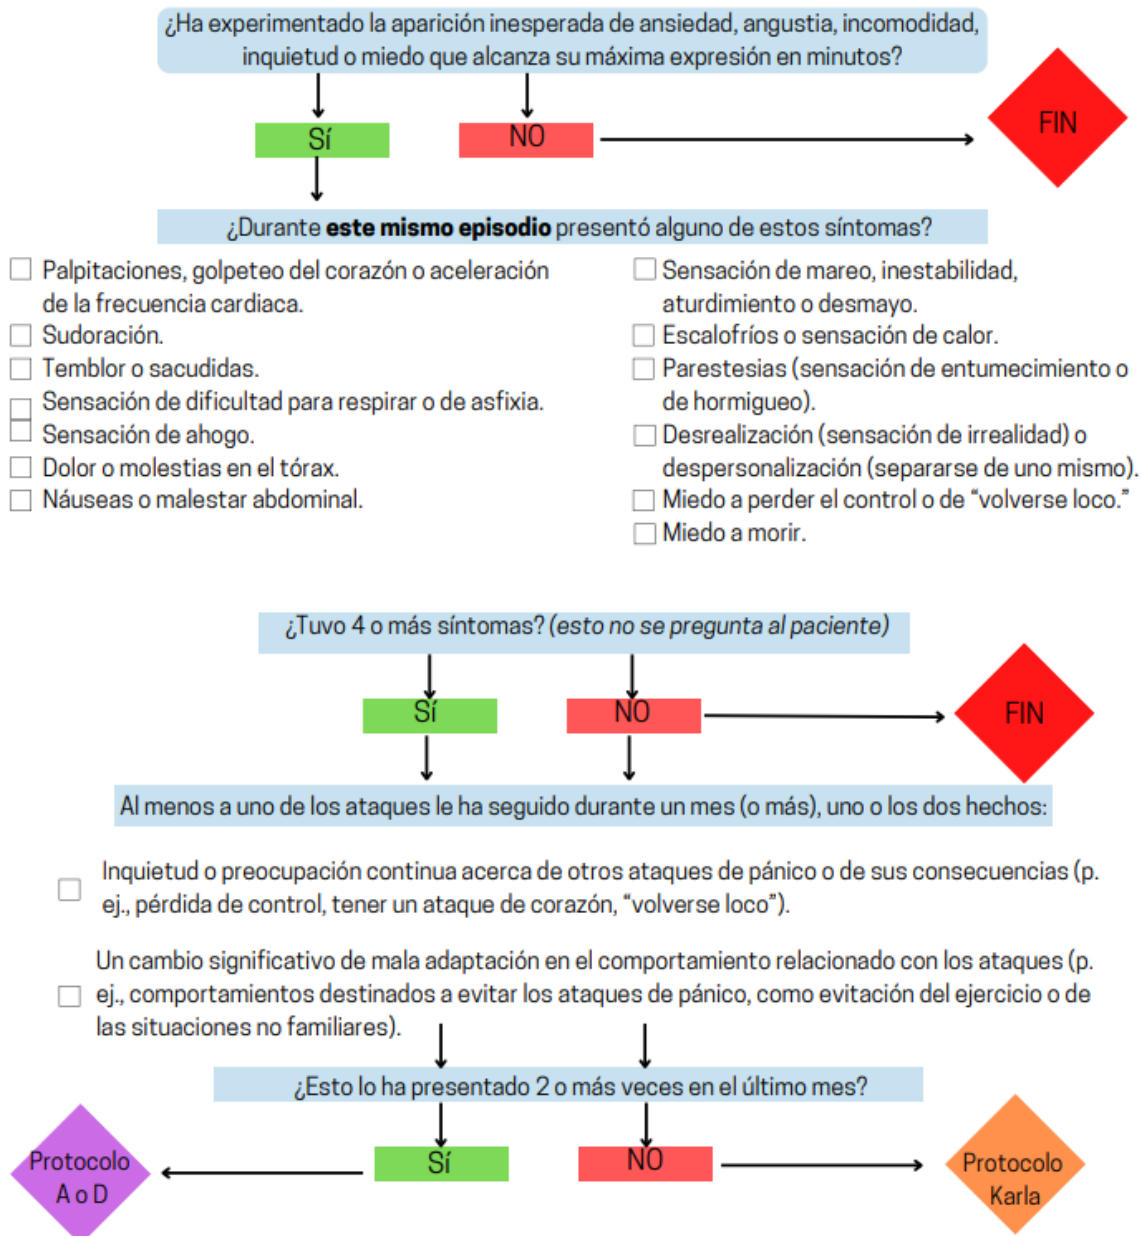 ¿Ha experimentado la aparición inesperada de ansiedad, angustia, incomodidad,
inquietud o miedo que alcanza su máxima expresión en minutos?
Sí
NO
FIN
¿Durante este mismo episodio presentó alguno de estos síntomas?
Palpitaciones, golpeteo del corazón o aceleración
de la frecuencia cardiaca.
Sudoración.
Temblor o sacudidas.
Sensación de dificultad para respirar o de asfixia.
Sensación de ahogo.
Dolor o molestias en el tórax.
Náuseas o malestar abdominal.
Sensación de mareo, inestabilidad,
aturdimiento o desmayo.
Escalofríos o sensación de calor.
Parestesias (sensación de entumecimiento o
de hormigueo).
Desrealización (sensación de irrealidad) o
despersonalización (separarse de uno mismo).
Miedo a perder el control o de “volverse loco.”
Miedo a morir.
¿Tuvo 4 o más síntomas? (esto no se pregunta al paciente)
Sí
NO
FIN
Al menos a uno de los ataques le ha seguido durante un mes (o más), uno o los dos hechos:
Inquietud o preocupación continua acerca de otros ataques de pánico o de sus consecuencias (p.
ej., pérdida de control, tener un ataque de corazón, “volverse loco”).
Un cambio significativo de mala adaptación en el comportamiento relacionado con los ataques (p.
ej., comportamientos destinados a evitar los ataques de pánico, como evitación del ejercicio o de
las situaciones no familiares).
¿Esto lo ha presentado 2 o más veces en el último mes?
Protocolo
A o D
Sí
NO
Protocolo
Karla